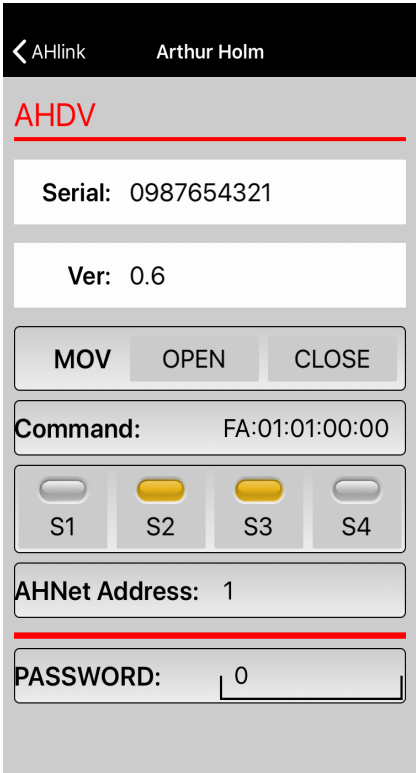 AHlink Arthur Holm
AHDV
Serial: 0987654321
Ver: 0.6
MOV OPEN CLOSE
Command: FA:01:01:00:00
S1 S2 S3 S4
AHNet Address: 1
PASSWORD: 0